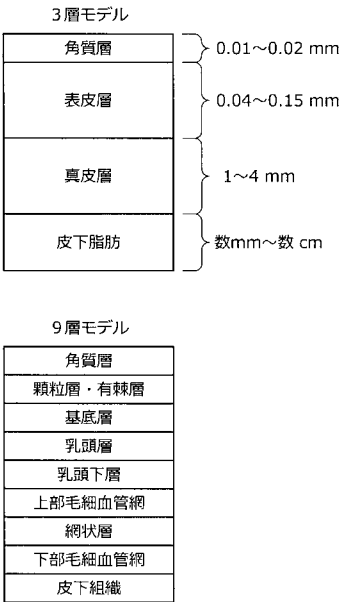 3層モデル
角質層 0.01～0.02 mm
表皮層 0.04～0.15 mm
真皮層 1～4 mm
皮下脂肪 数mm～数 cm
9層モデル
角質層
顆粒層・有棘層
基底層
乳頭層
乳頭下層
上部毛細血管網
網状層
下部毛細血管網
皮下組織